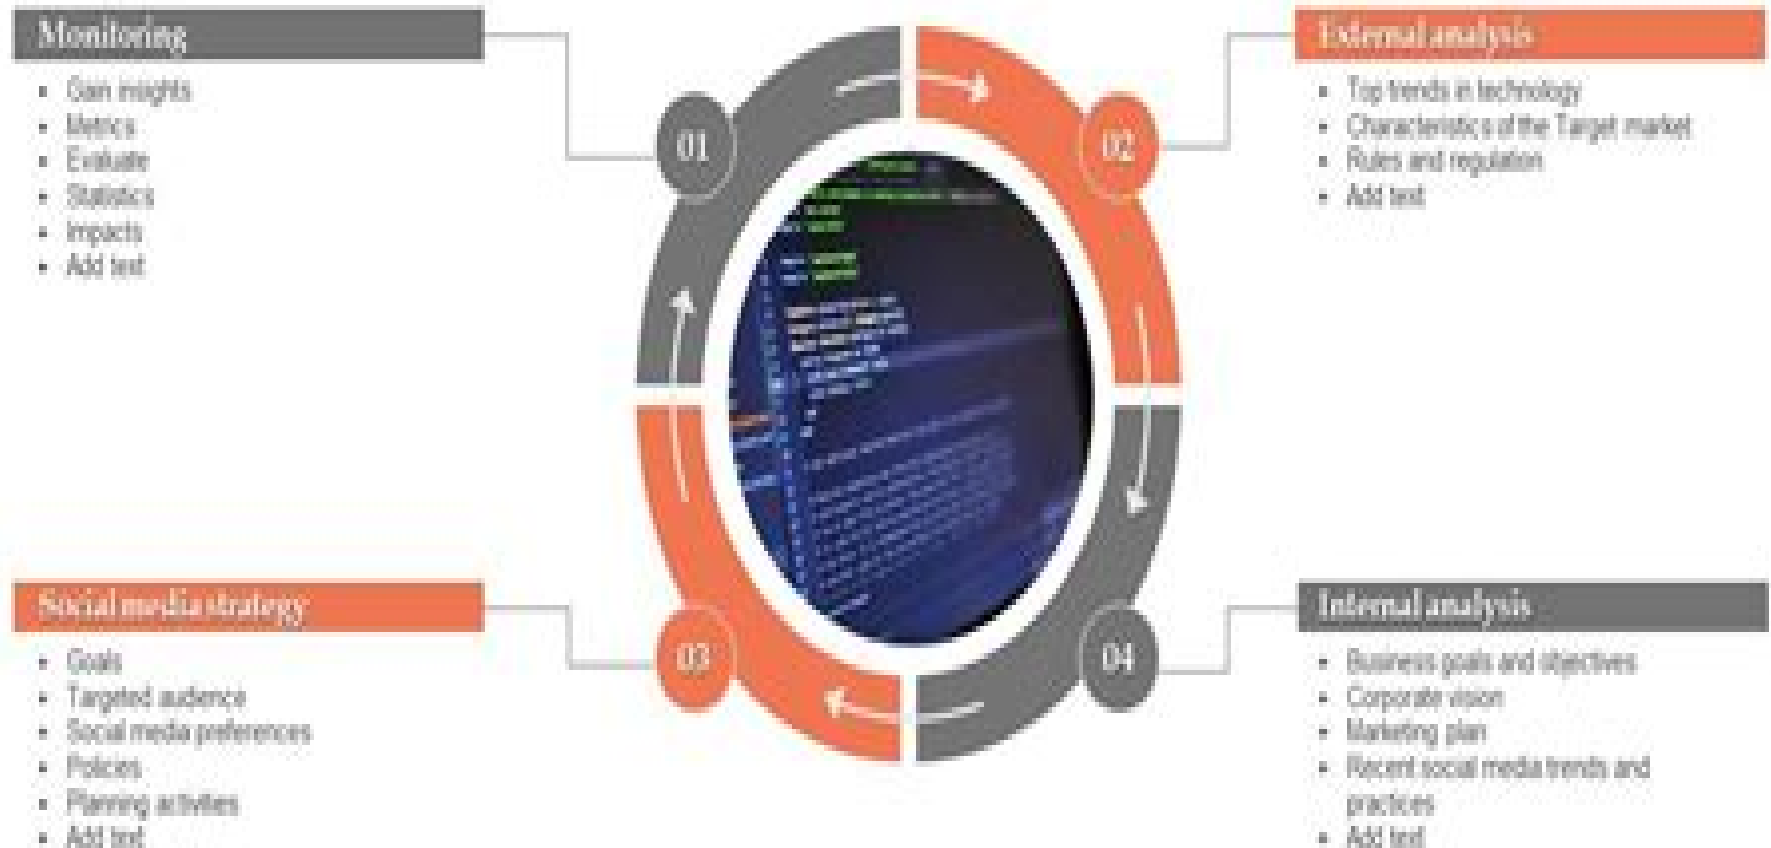 Monitoring
• Gain insights
• Metrics
• Evaluate
• Statistics
• Impacts
• Add text
01
02
External analysis
• Top trends in technology
• Characteristics of the Target market
• Rules and regulation
• Add text
Social media strategy
• Goals
• Targeted audience
• Social media preferences
• Policies
• Planning activities
• Add text
03
04
Internal analysis
• Business goals and objectives
• Corporate vision
• Marketing plan
• Recent social media trends and
practices
• Add text